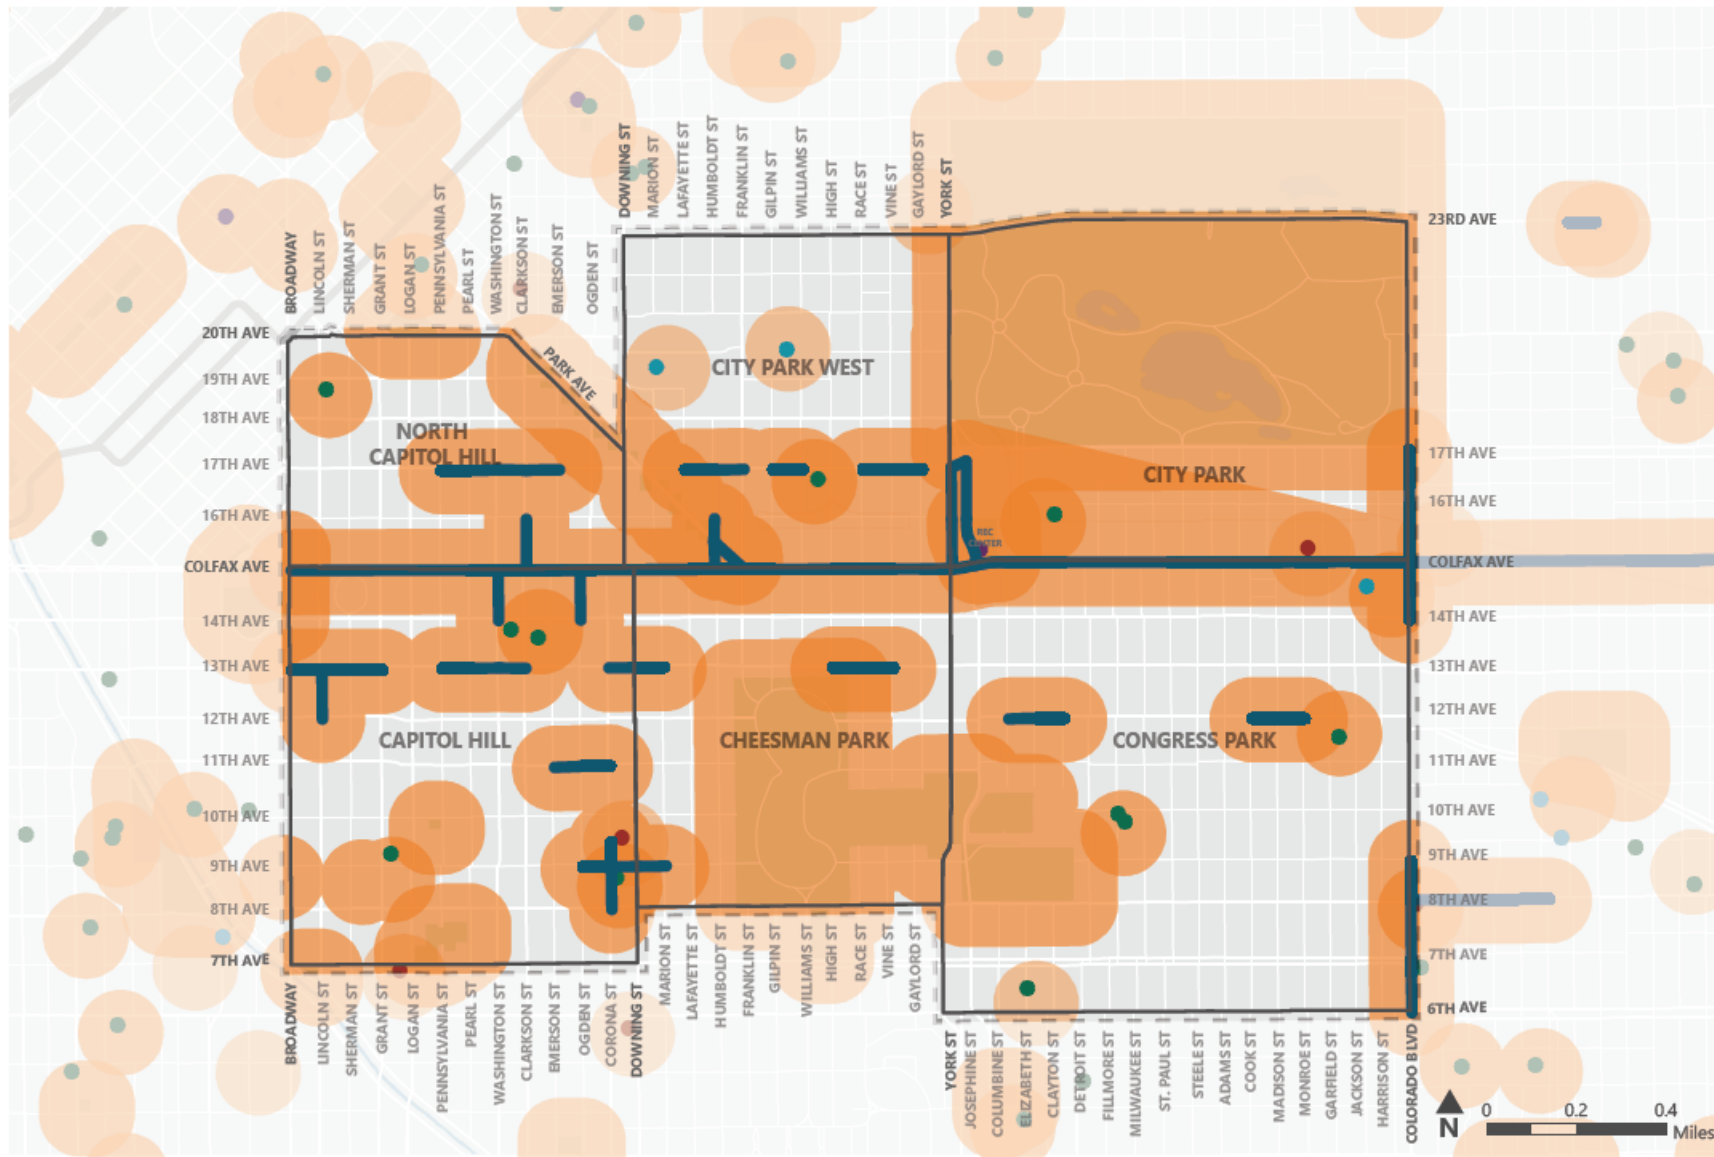 DOWNING ST
MARION ST
LAFAYETTE ST
HUMBOLDT ST
FRANKLIN ST
GILPIN ST
WILLIAMS ST
HIGH ST
RACE ST
VINE ST
GAYLORD ST
YORK ST
BROADWAY
LINCOLN ST
SHERMAN ST
GRANT ST
LOGAN ST
PENNSYLVANIA ST
PEARL ST
WASHINGTON ST
CLARKSON ST
EMERSON ST
OGDEN ST
23RD AVE
20TH AVE
PARK AVE
CITY PARK WEST
19TH AVE
18TH AVE
NORTH
CAPITOL HILL
17TH AVE
17TH AVE
CITY PARK
16TH AVE
16TH AVE
REC
CENTER
COLFAX AVE
COLFAX AVE
14TH AVE
14TH AVE
13TH AVE
13TH AVE
12TH AVE
12TH AVE
CAPITOL HILL
CHEESMAN PARK
CONGRESS PARK
11TH AVE
11TH AVE
10TH AVE
10TH AVE
9TH AVE
9TH AVE
8TH AVE
8TH AVE
7TH AVE
7TH AVE
6TH AVE
BROADWAY
LINCOLN ST
SHERMAN ST
GRANT ST
LOGAN ST
PENNSYLVANIA ST
PEARL ST
WASHINGTON ST
CLARKSON ST
EMERSON ST
OGDEN ST
CORONA ST
DOWNING ST
MARION ST
LAFAYETTE ST
HUMBOLDT ST
FRANKLIN ST
GILPIN ST
WILLIAMS ST
HIGH ST
RACE ST
VINE ST
GAYLORD ST
YORK ST
JOSEPHINE ST
COLUMBINE ST
ELIZABETH ST
CLAYTON ST
DETROIT ST
FILLMORE ST
MILWAUKEE ST
ST. PAUL ST
STEELE ST
ADAMS ST
COOK ST
MADISON ST
MONROE ST
GARFIELD ST
JACKSON ST
HARRISON ST
COLORADO BLVD
N
0 0.2 0.4
Miles